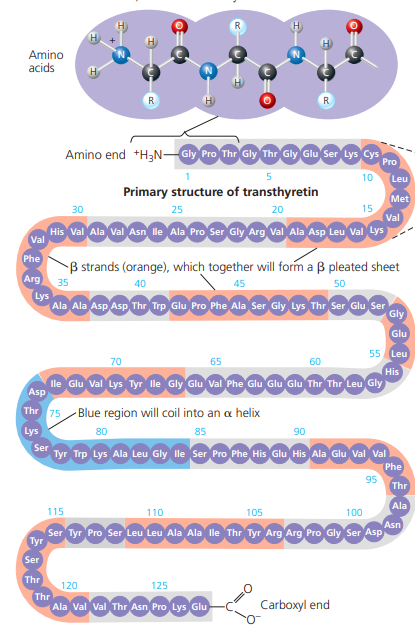 H H H H R H O
+
N C C N C C N C C
H R H H O R
Amino
acids
Amino end +H3N– Gly Pro Thr Gly Thr Gly Glu Ser Lys Cys Pro
Leu
1 5 10
Met
Primary structure of transthyretin
30 25 20 15
Val
Val His Val Ala Val Asn Ile Ala Pro Ser Gly Arg Val Ala Asp Leu Val Lys
Phe
β strands (orange), which together will form a β pleated sheet
Arg
35 40 45 50
Lys Ala Ala Asp Asp Thr Trp Glu Pro Phe Ala Ser Gly Lys Thr Ser Glu Ser Gly
Glu
55 Leu
70 65 60
His
Asp Ile Glu Val Lys Tyr Ile Gly Glu Val Phe Glu Glu Glu Thr Thr Leu Gly
Thr 75 Blue region will coil into an α helix
Lys
80 85 90
Ser Tyr Trp Lys Ala Leu Gly Ile Ser Pro Phe His Glu His Ala Glu Val Val
Phe
95 Thr
Ala
115 110 105 100
Tyr Ser Tyr Pro Ser Leu Leu Ala Ala Ile Thr Tyr Arg Arg Pro Gly Ser Asp Asn
Ser
Thr
120 125
Thr Ala Val Val Thr Asn Pro Lys Glu –C O O– Carboxyl end